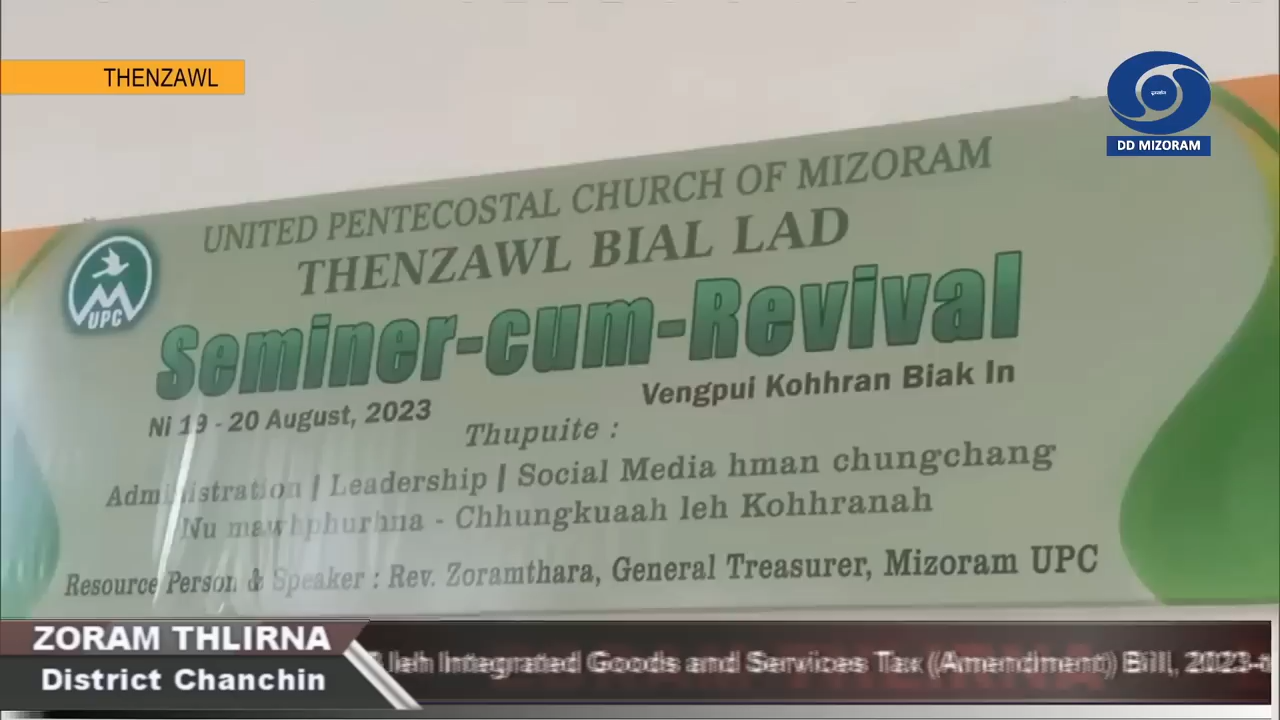 THENZAWL
DD MIZORAM
UNITED PENTECOSTAL CHURCH OF MIZORAM
THENZAWL BIAL LAD
UPC
Seminer-cum-Revival
Ni 19 - 20 August, 2023
Vengpui Kohhran Biak In
Thupuite :
Administration | Leadership | Social Media hman chungchang
Nu mawhphurhna - Chhungkuaah leh Kohhranah
Resource Person & Speaker : Rev. Zoramthara, General Treasurer, Mizoram UPC
ZORAM THLIRNA
District Chanchin
leh Integrated Goods and Services Tax (Amendment) Bill, 2023-